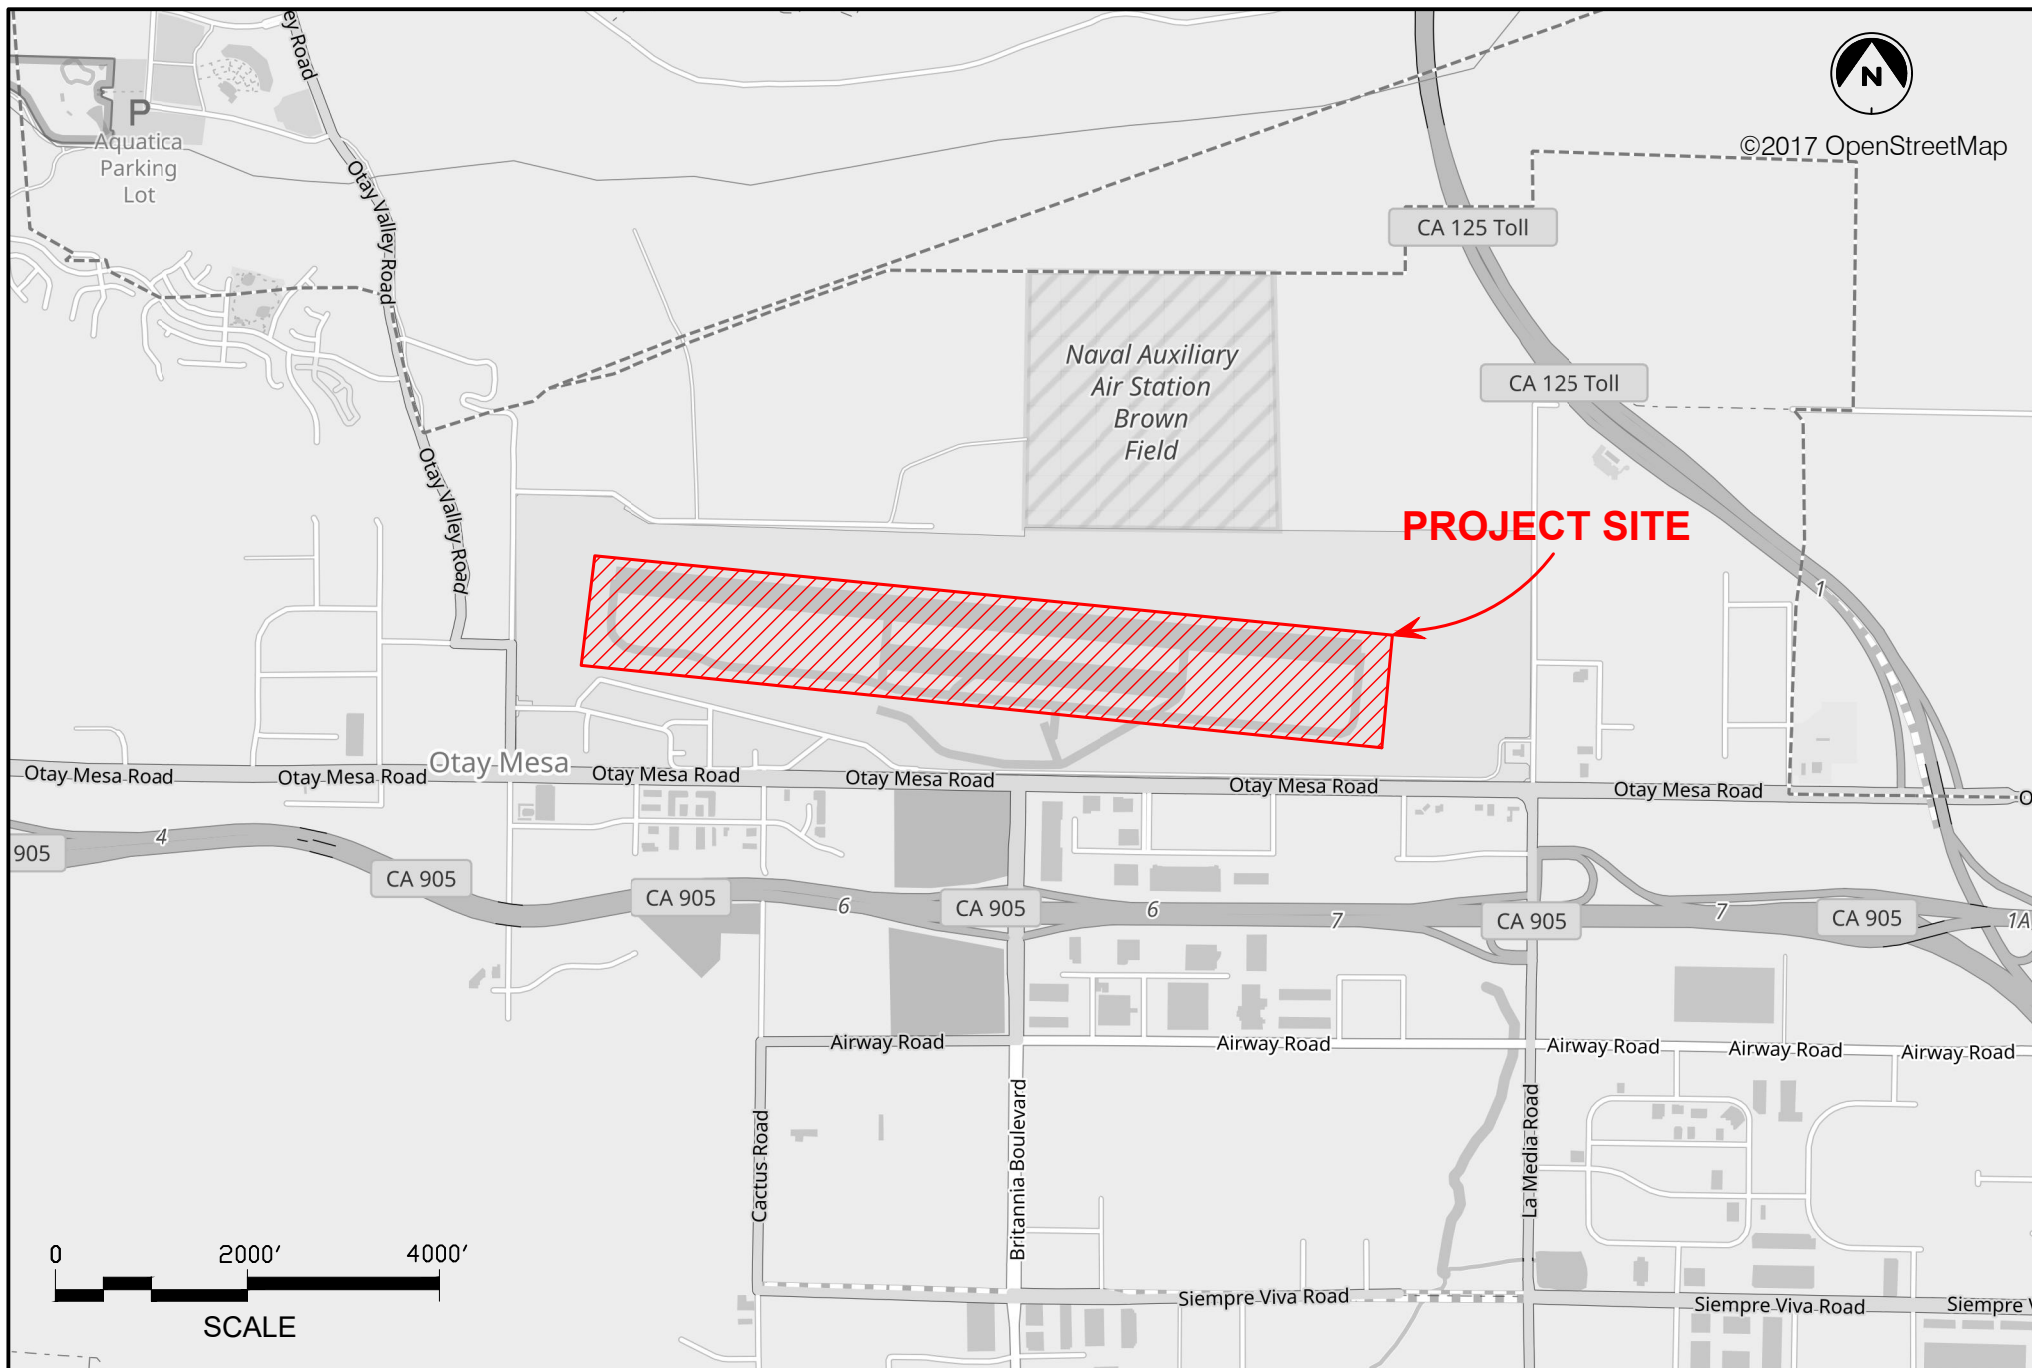 ey Road
N
©2017 OpenStreetMap
P
Aquatica
Parking
Lot
Otay Valley Road
CA 125 Toll
Naval Auxiliary
Air Station
Brown
Field
CA 125 Toll
Otay Valley Road
PROJECT SITE
1
Otay Mesa
Otay Mesa Road
Otay Mesa Road
Otay Mesa Road
Otay Mesa Road
Otay Mesa Road
Otay Mesa Road
O
905
4
CA 905
CA 905
6
CA 905
6
7
CA 905
7
CA 905
1A
Airway Road
Airway Road
Airway Road
Airway Road
Airway Road
Cactus Road
Britannia Boulevard
La Media Road
0 2000′ 4000′
SCALE
Siempre Viva Road
Siempre Viva Road
Siempre V